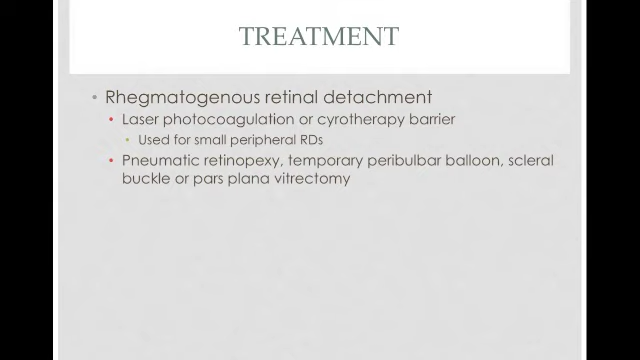 TREATMENT
• Rhegmatogenous retinal detachment
• Laser photocoagulation or cyrotherapy barrier
• Used for small peripheral RDs
• Pneumatic retinopexy, temporary peribulbar balloon, scleral
buckle or pars plana vitrectomy